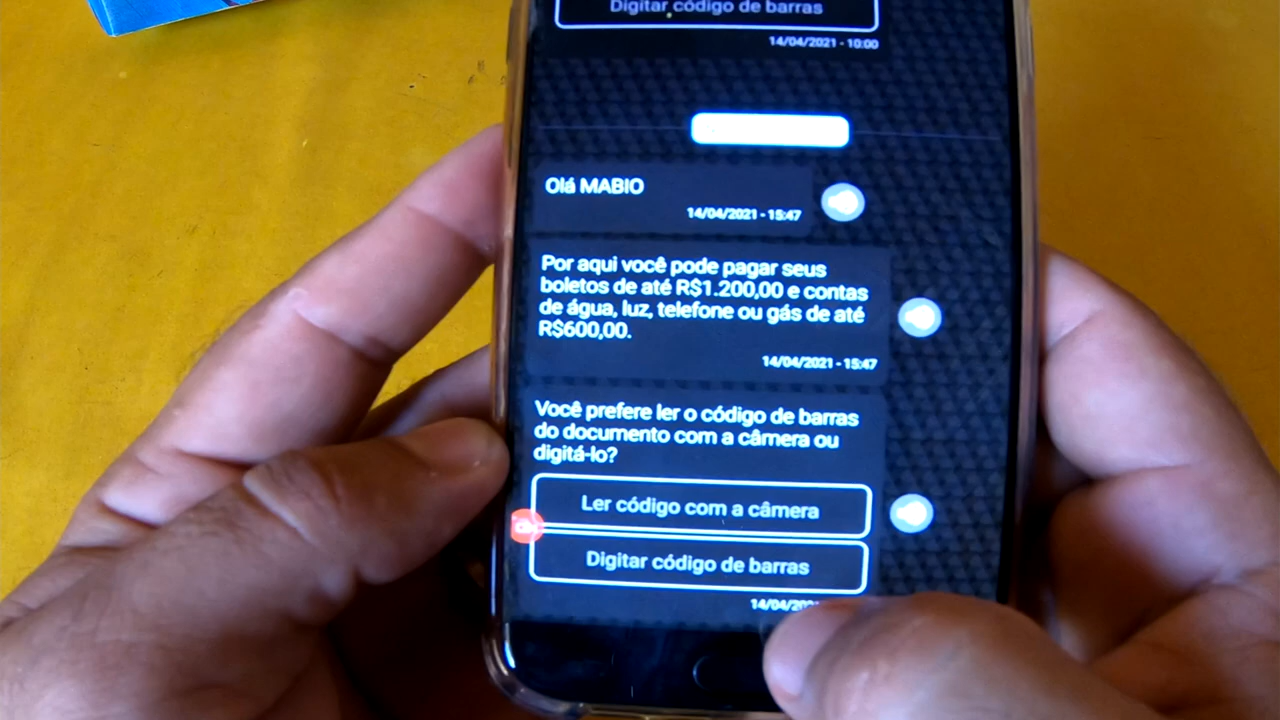 Digitar código de barras
14/04/2021 - 10:00
Olá MABIO
14/04/2021 - 15:47
Por aqui você pode pagar seus
boletos de até R$1.200,00 e contas
de água, luz, telefone ou gás de até
R$600,00.
14/04/2021 - 15:47
Você prefere ler o código de barras
do documento com a câmera ou
digitá-lo?
Ler código com a câmera
Digitar código de barras
14/04/202